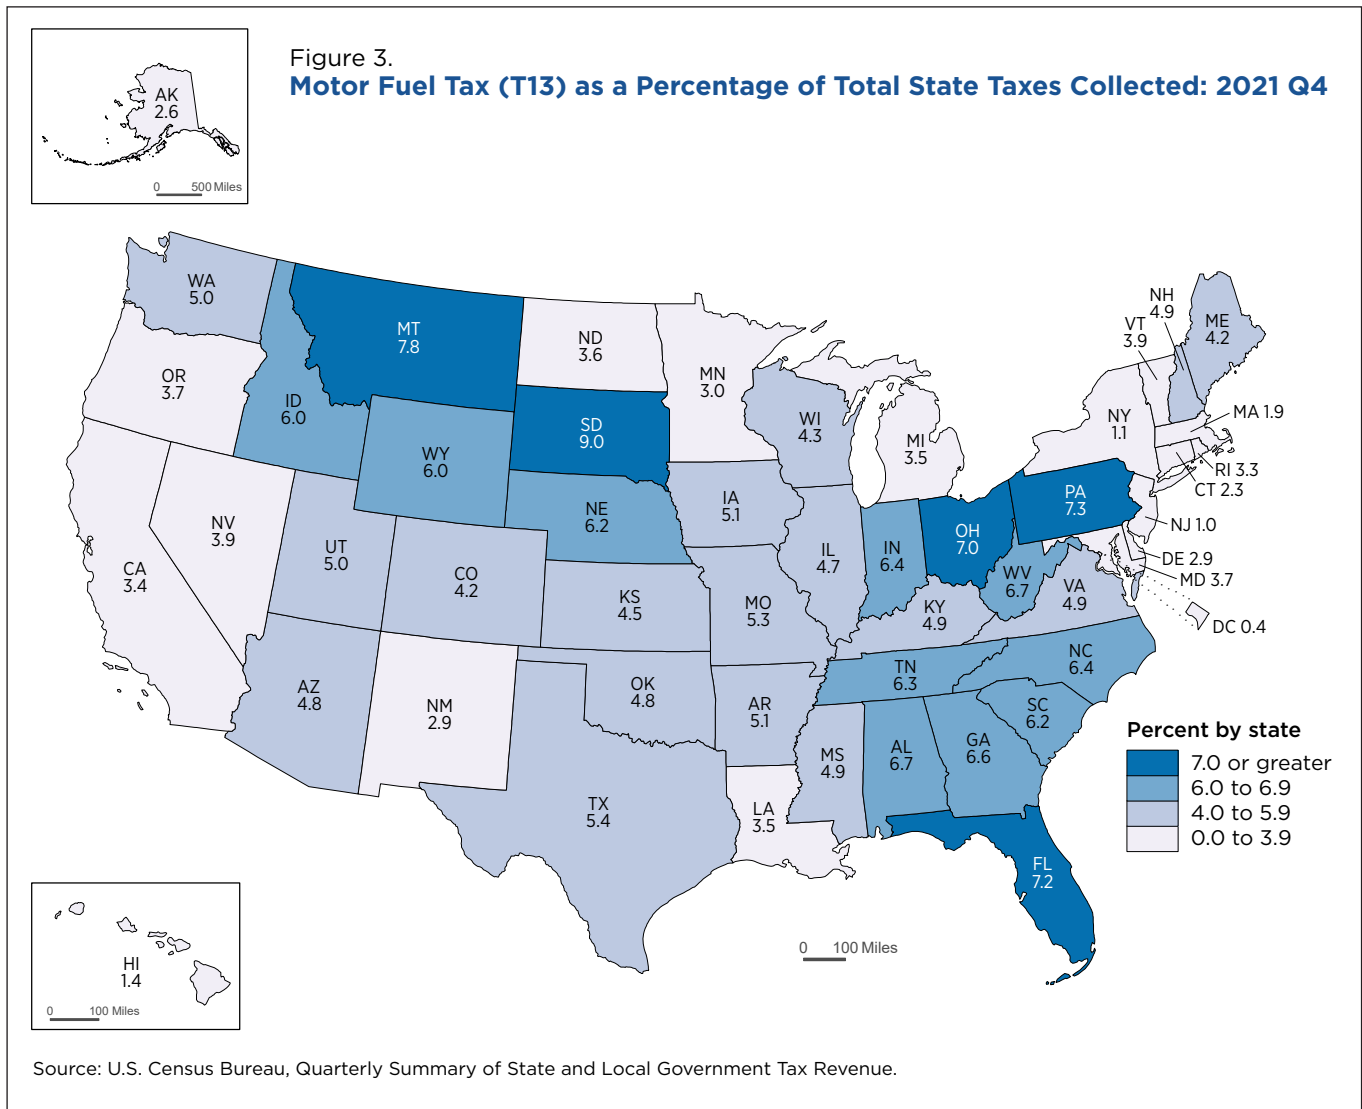 Figure 3.
Motor Fuel Tax (T13) as a Percentage of Total State Taxes Collected: 2021 Q4
AK
2.6
0 500 Miles
WA
5.0
MT
7.8
ND
3.6
MN
3.0
OR
3.7
ID
6.0
WY
6.0
SD
9.0
WI
4.3
MI
3.5
NY
1.1
VT
3.9
NH
4.9
ME
4.2
MA 1.9
RI 3.3
CT 2.3
NJ 1.0
DE 2.9
MD 3.7
DC 0.4
PA
7.3
OH
7.0
IN
6.4
IL
4.7
IA
5.1
NE
6.2
NV
3.9
UT
5.0
CO
4.2
CA
3.4
KS
4.5
MO
5.3
KY
4.9
WV
6.7
VA
4.9
NC
6.4
TN
6.3
SC
6.2
AZ
4.8
NM
2.9
OK
4.8
AR
5.1
MS
4.9
AL
6.7
GA
6.6
TX
5.4
LA
3.5
FL
7.2
Percent by state
7.0 or greater
6.0 to 6.9
4.0 to 5.9
0.0 to 3.9
HI
1.4
0 100 Miles
0 100 Miles
Source: U.S. Census Bureau, Quarterly Summary of State and Local Government Tax Revenue.